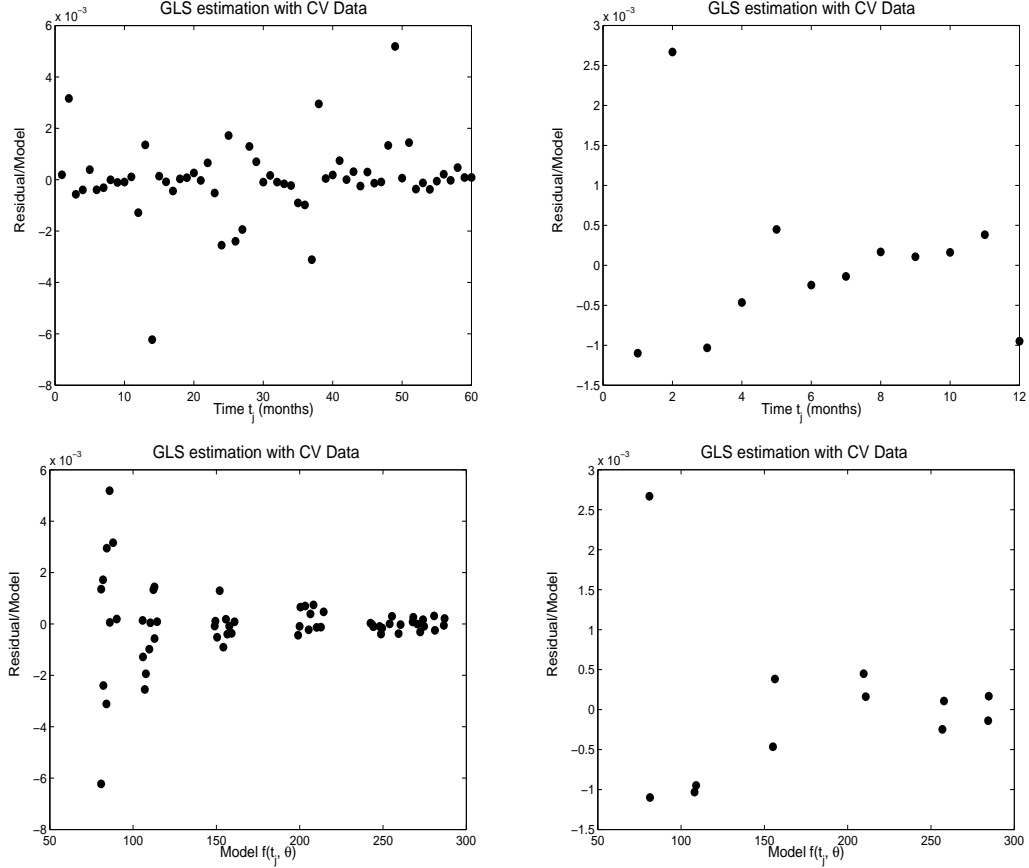 GLS estimation with CV Data
x 10⁻³
6
4
2
0
−2
−4
−6
−8
Residual/Model
0 10 20 30 40 50 60
Time t_j (months)
GLS estimation with CV Data
x 10⁻³
3
2.5
2
1.5
1
0.5
0
−0.5
−1
−1.5
Residual/Model
0 2 4 6 8 10 12
Time t_j (months)
GLS estimation with CV Data
x 10⁻³
6
4
2
0
−2
−4
−6
−8
Residual/Model
50 100 150 200 250 300
Model f(t_j, θ)
GLS estimation with CV Data
x 10⁻³
3
2.5
2
1.5
1
0.5
0
−0.5
−1
−1.5
Residual/Model
50 100 150 200 250 300
Model f(t_j, θ)